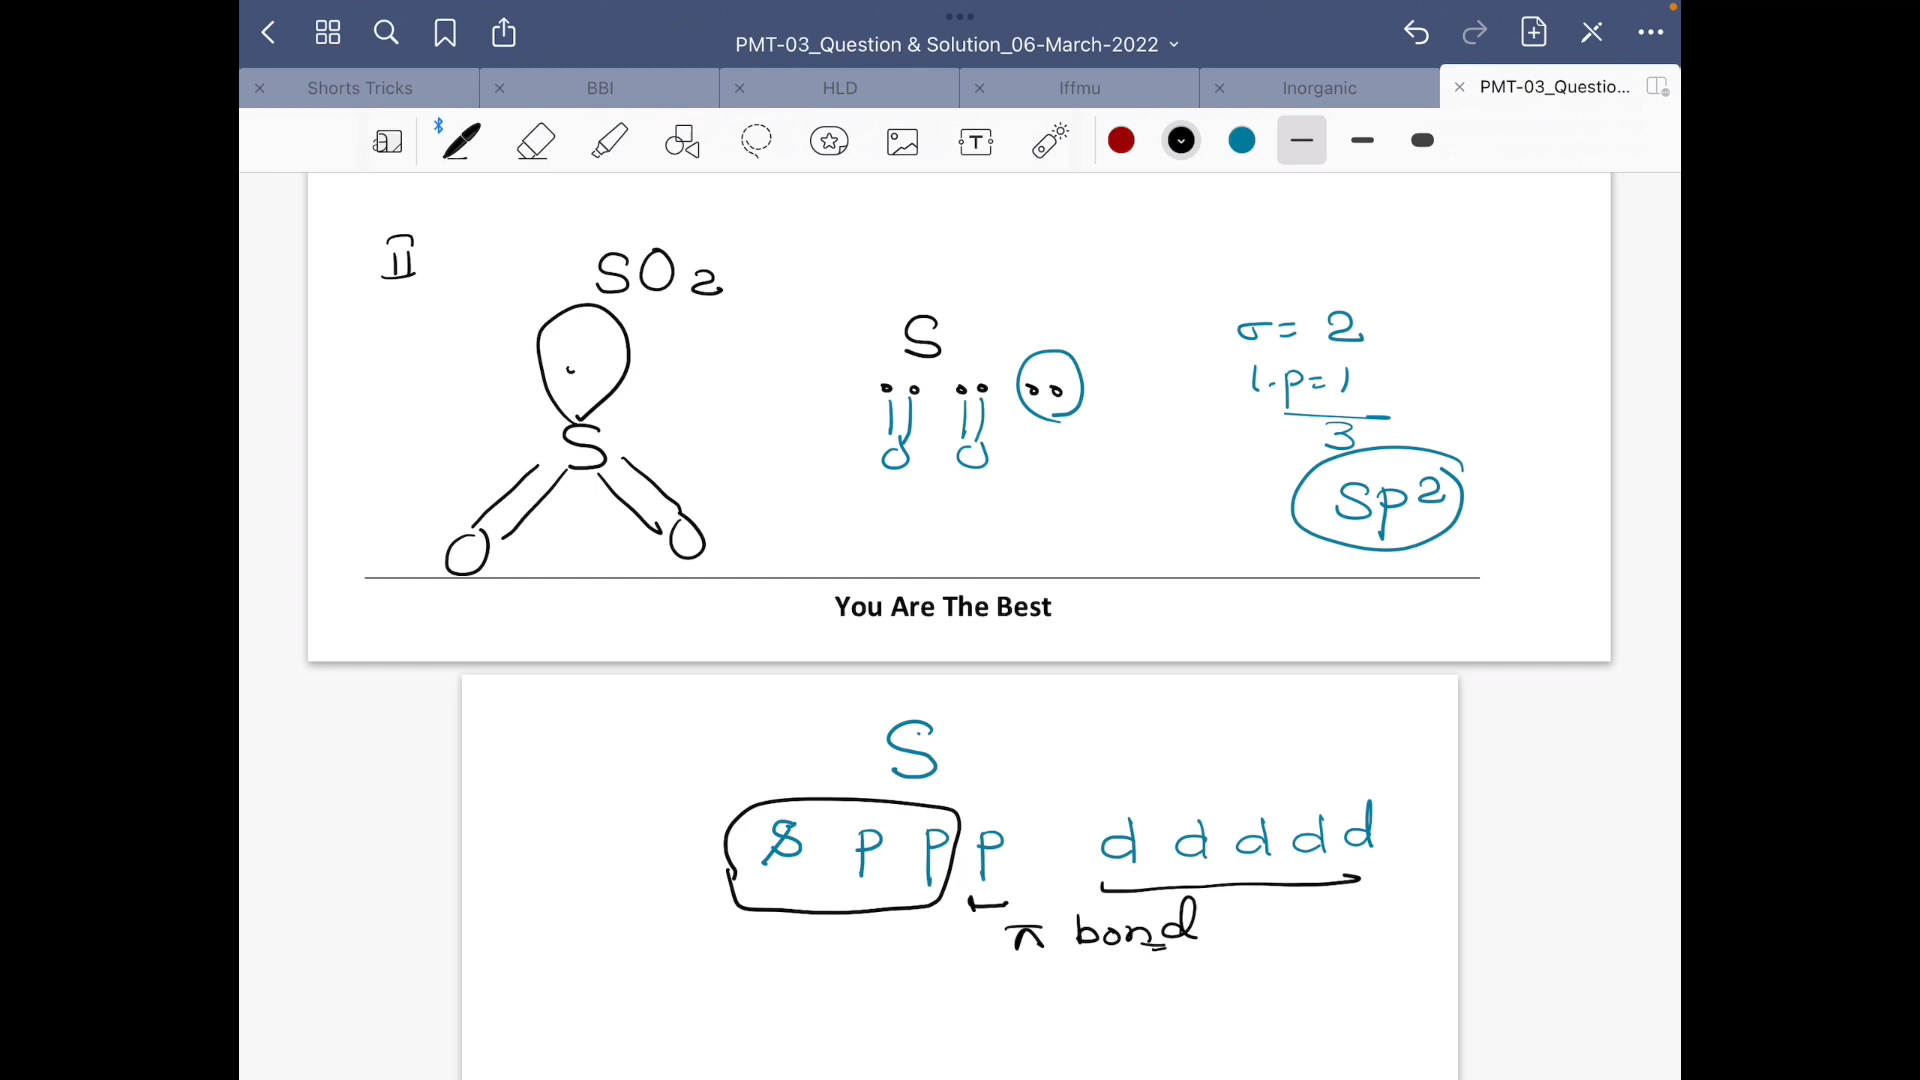 PMT-03_Question & Solution_06-March-2022
Shorts Tricks
BBI
HLD
Iffmu
Inorganic
PMT-03_Questio...
T
II
SO2
S
O O
S
O O
σ= 2
l.p=1
3
Sp2
You Are The Best
S
s p p p d d d d d
π bond